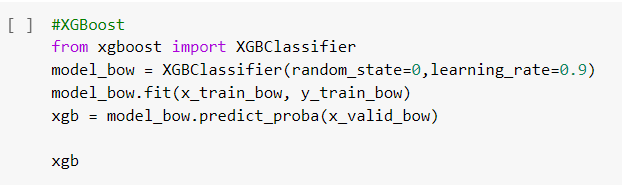 [ ] #XGBoost
from xgboost import XGBClassifier
model_bow = XGBClassifier(random_state=0,learning_rate=0.9)
model_bow.fit(x_train_bow, y_train_bow)
xgb = model_bow.predict_proba(x_valid_bow)
xgb